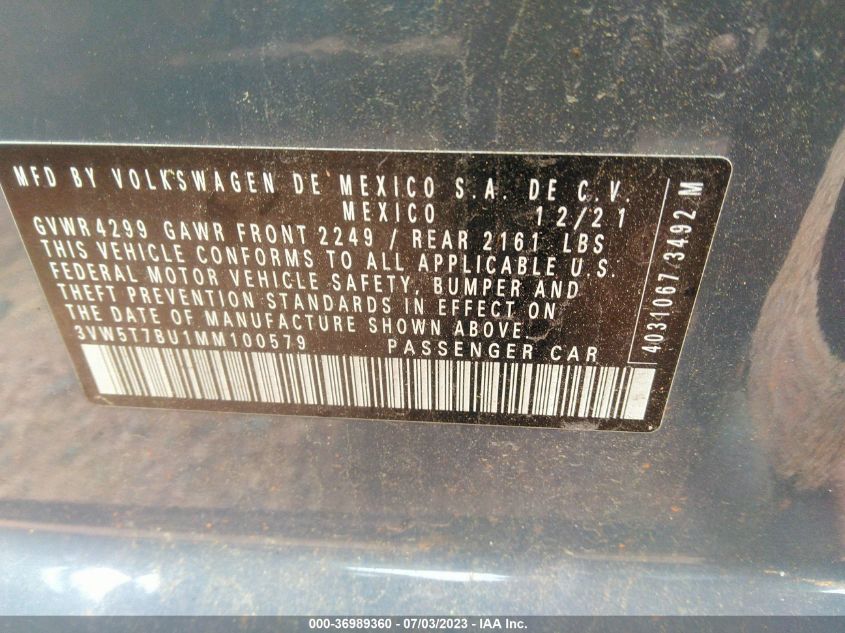 MFD BY VOLKSWAGEN DE MEXICO S.A. DE C.V.
MEXICO 12/21
GVWR 4299 GAWR FRONT 2249 / REAR 2161 LBS
THIS VEHICLE CONFORMS TO ALL APPLICABLE U S
FEDERAL MOTOR VEHICLE SAFETY, BUMPER AND
THEFT PREVENTION STANDARDS IN EFFECT ON
THE DATE OF MANUFACTURE SHOWN ABOVE.
3VW5T7BU1MM100579 PASSENGER CAR
4031067/3492 M
000-36989360 - 07/03/2023 - IAA Inc.